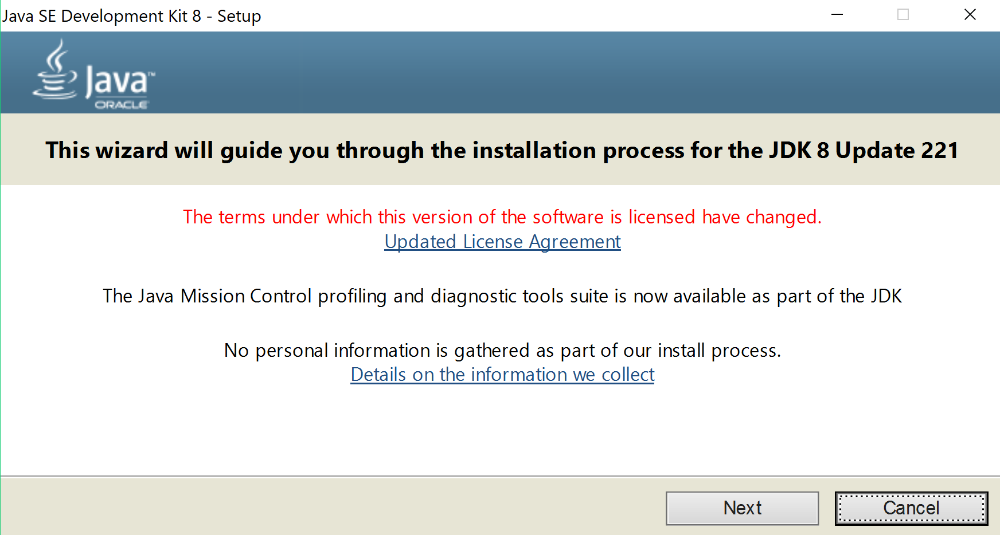 Java SE Development Kit 8 - Setup
Java™
ORACLE
This wizard will guide you through the installation process for the JDK 8 Update 221
The terms under which this version of the software is licensed have changed.
Updated License Agreement
The Java Mission Control profiling and diagnostic tools suite is now available as part of the JDK
No personal information is gathered as part of our install process.
Details on the information we collect
Next Cancel